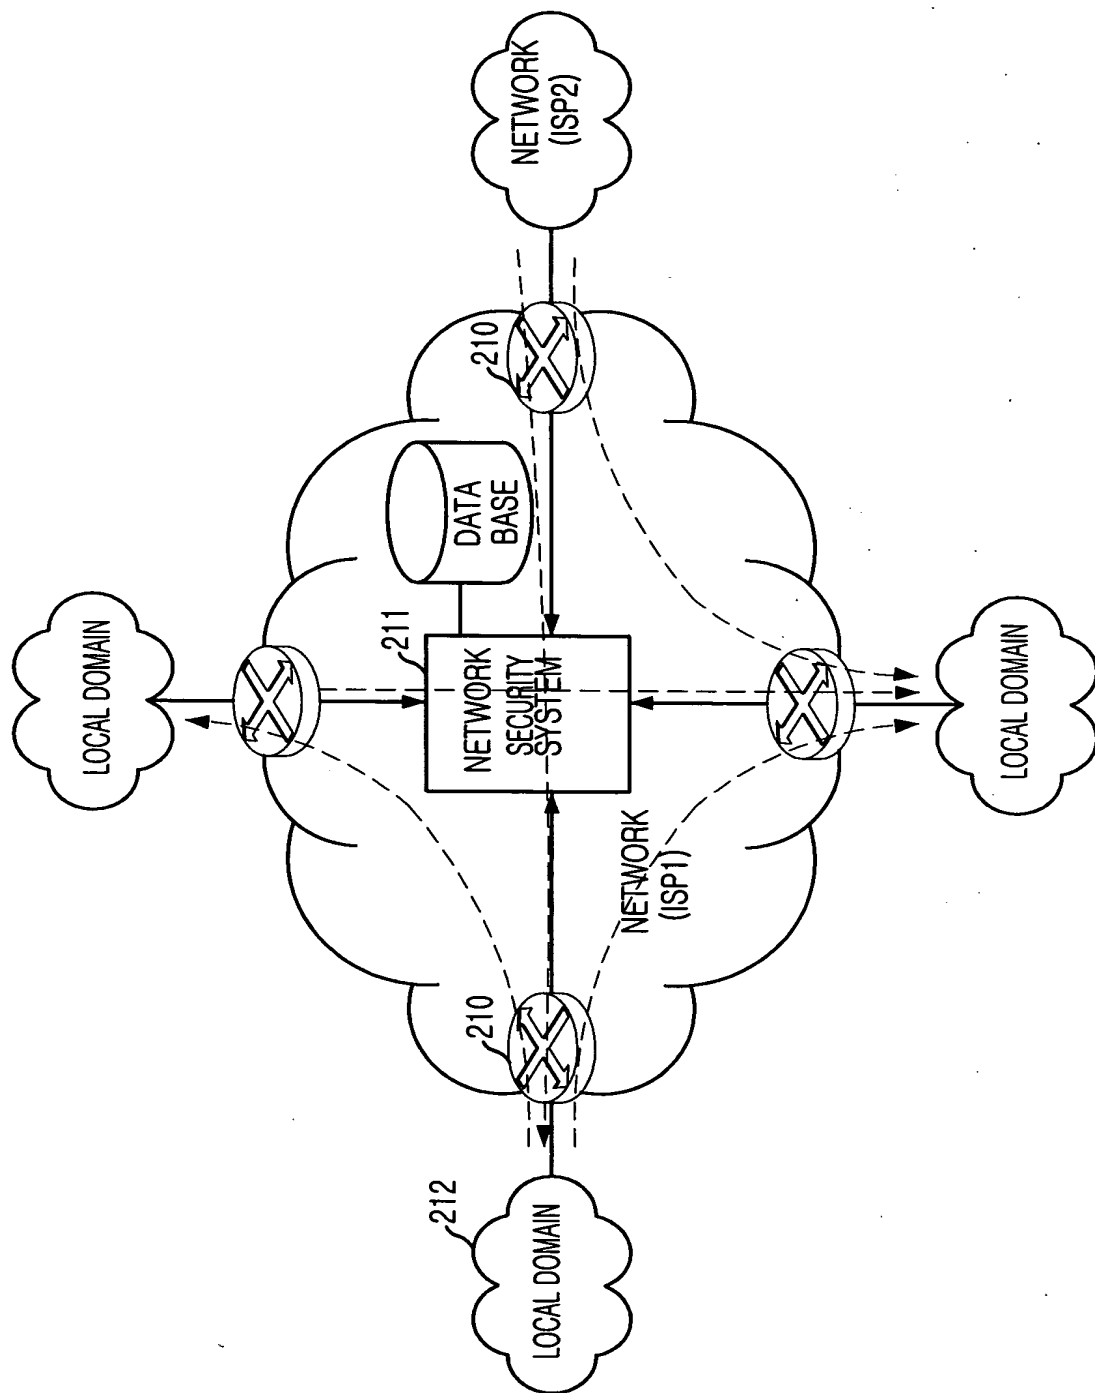 LOCAL DOMAIN
212
210
LOCAL DOMAIN
NETWORK
SECURITY
SYSTEM
211
DATA
BASE
NETWORK
(ISP1)
LOCAL DOMAIN
210
NETWORK
(ISP2)